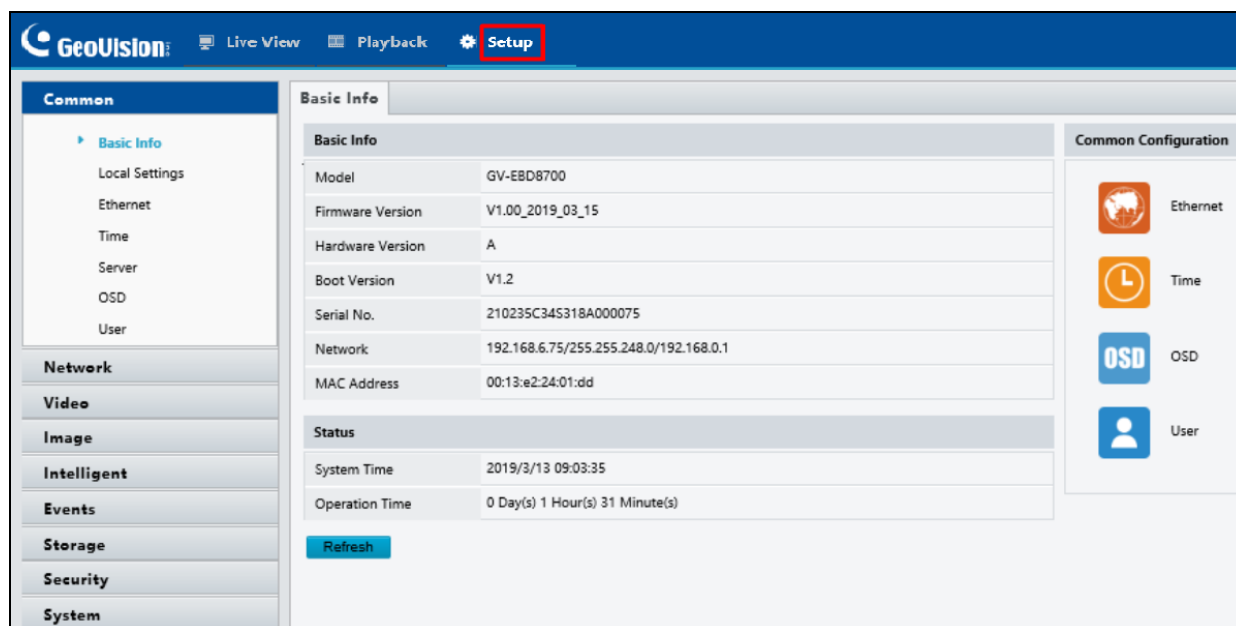 GeoVision Live View Playback Setup
Common
Basic Info
Local Settings
Ethernet
Time
Server
OSD
User
Network
Video
Image
Intelligent
Events
Storage
Security
System
Basic Info
Basic Info
Model GV-EBD8700
Firmware Version V1.00_2019_03_15
Hardware Version A
Boot Version V1.2
Serial No. 210235C34S318A000075
Network 192.168.6.75/255.255.248.0/192.168.0.1
MAC Address 00:13:e2:24:01:dd
Status
System Time 2019/3/13 09:03:35
Operation Time 0 Day(s) 1 Hour(s) 31 Minute(s)
Refresh
Common Configuration
Ethernet
Time
OSD OSD
User